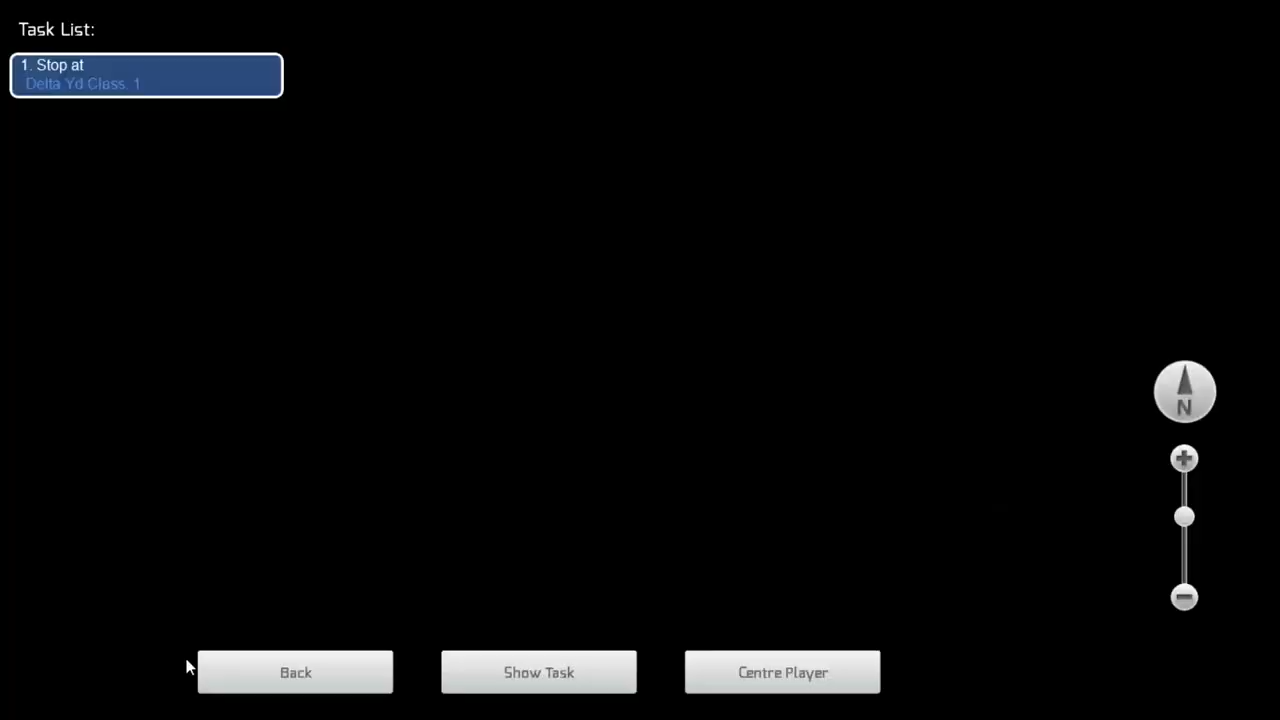 Task List:
1. Stop at
Delta Yd Class. 1
N
Back
Show Task
Centre Player